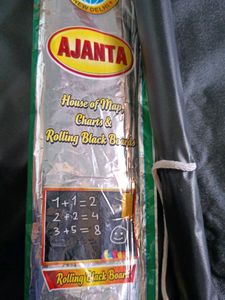 NEW DELHI
AJANTA
House of Maps
Charts &
Rolling Black Boards
1+1=2
2+2=4
3+5=8
Rolling Black Board